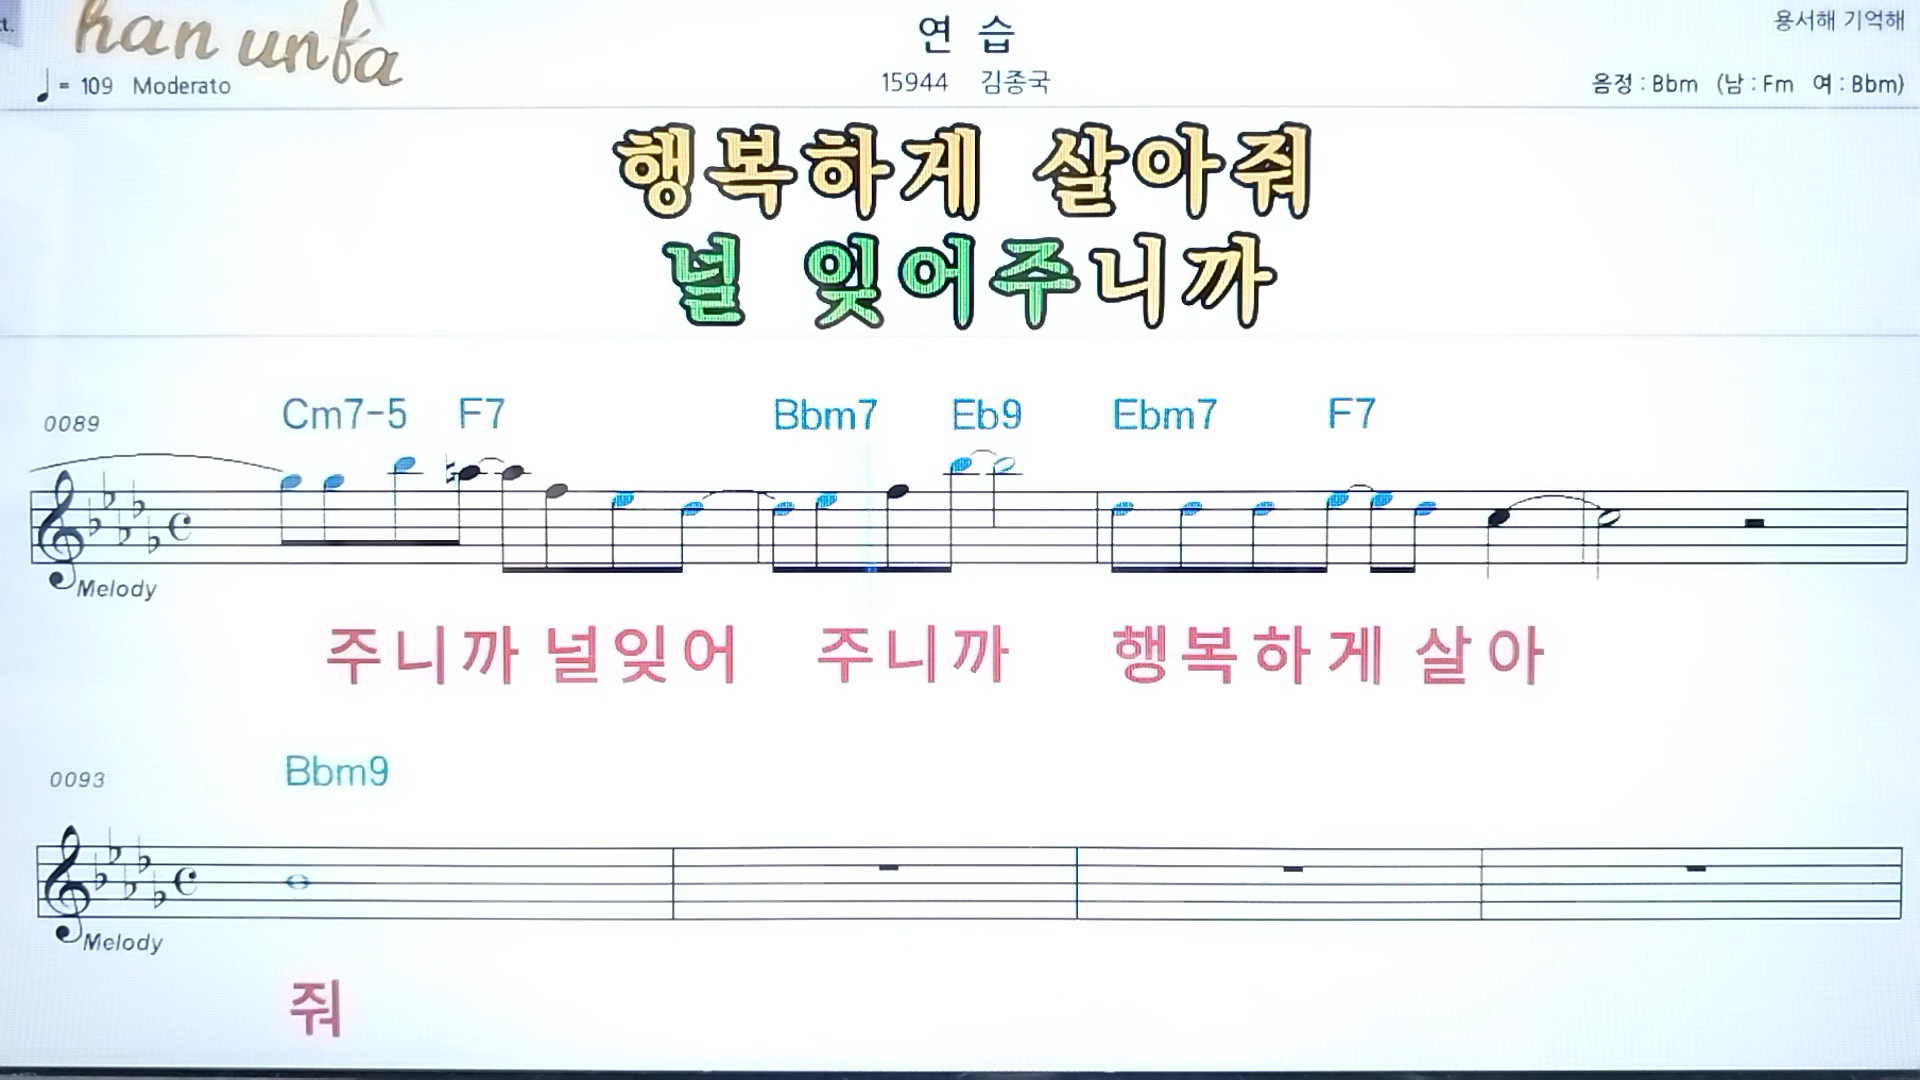 han unfa
연 습
용서해 기억해
♩ = 109 Moderato
15944 김종국
음정 : Bbm (남 : Fm 여 : Bbm)
행복하게 살아줘
널 잊어주니까
0089 Cm7-5 F7 Bbm7 Eb9 Ebm7 F7
Melody
주니까 널잊어 주니까 행복하게 살아
0093 Bbm9
Melody
줘